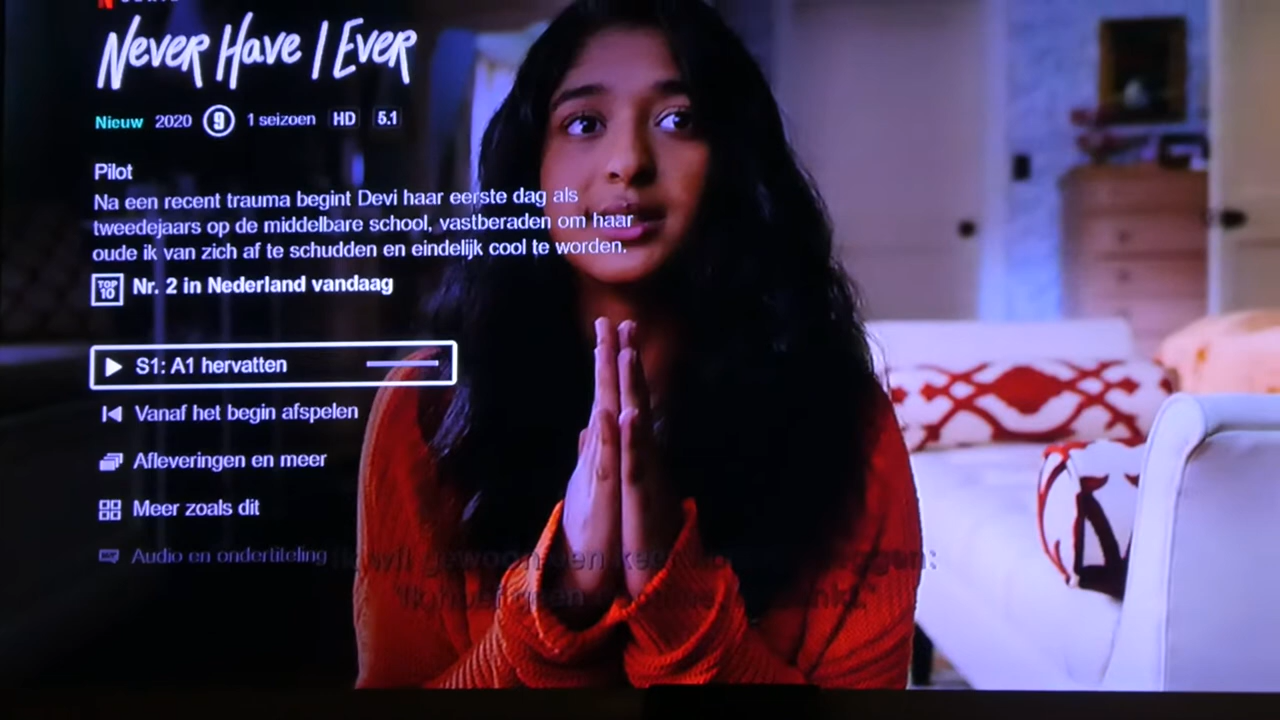 Never Have I Ever
Nieuw 2020 9 1 seizoen HD 5.1
Pilot
Na een recent trauma begint Devi haar eerste dag als
tweedejaars op de middelbare school, vastberaden om haar
oude ik van zich af te schudden en eindelijk cool te worden.
TOP 10 Nr. 2 in Nederland vandaag
S1: A1 hervatten
Vanaf het begin afspelen
Afleveringen en meer
Meer zoals dit
Audio en ondertiteling